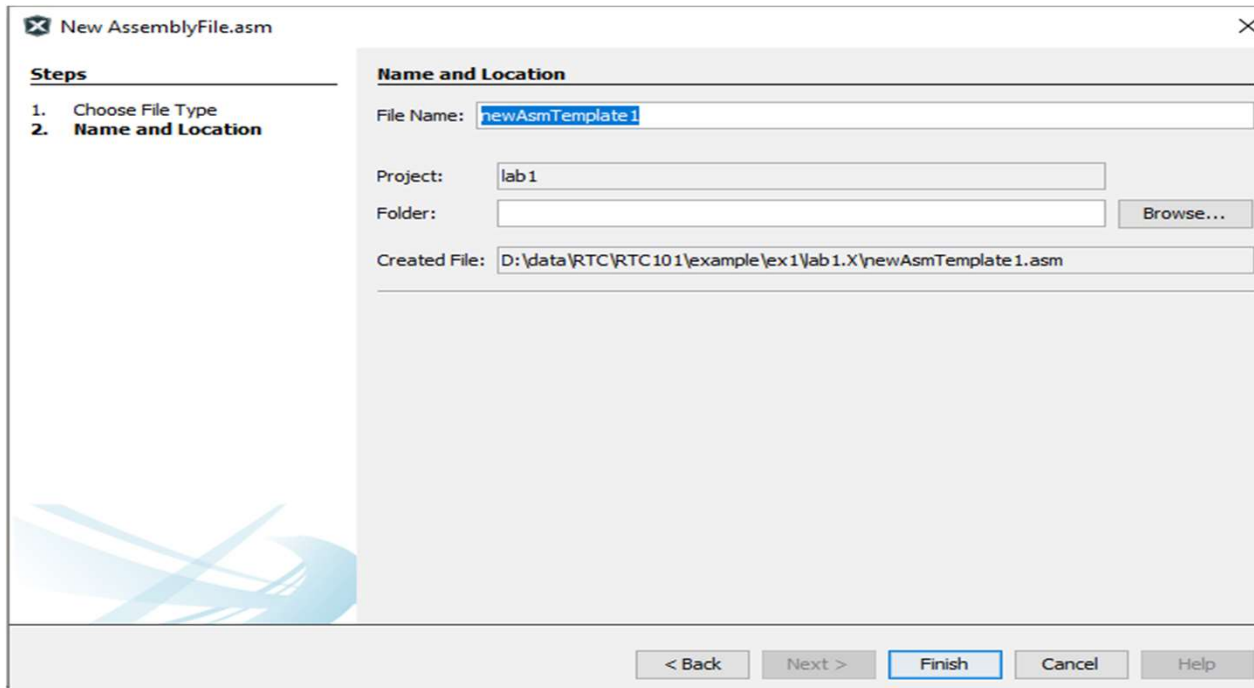 New AssemblyFile.asm
Steps
1. Choose File Type
2. Name and Location
Name and Location
File Name: newAsmTemplate1
Project: lab1
Folder: Browse...
Created File: D:\data\RTC\RTC101\example\ex1\lab1.X\newAsmTemplate1.asm
< Back Next > Finish Cancel Help